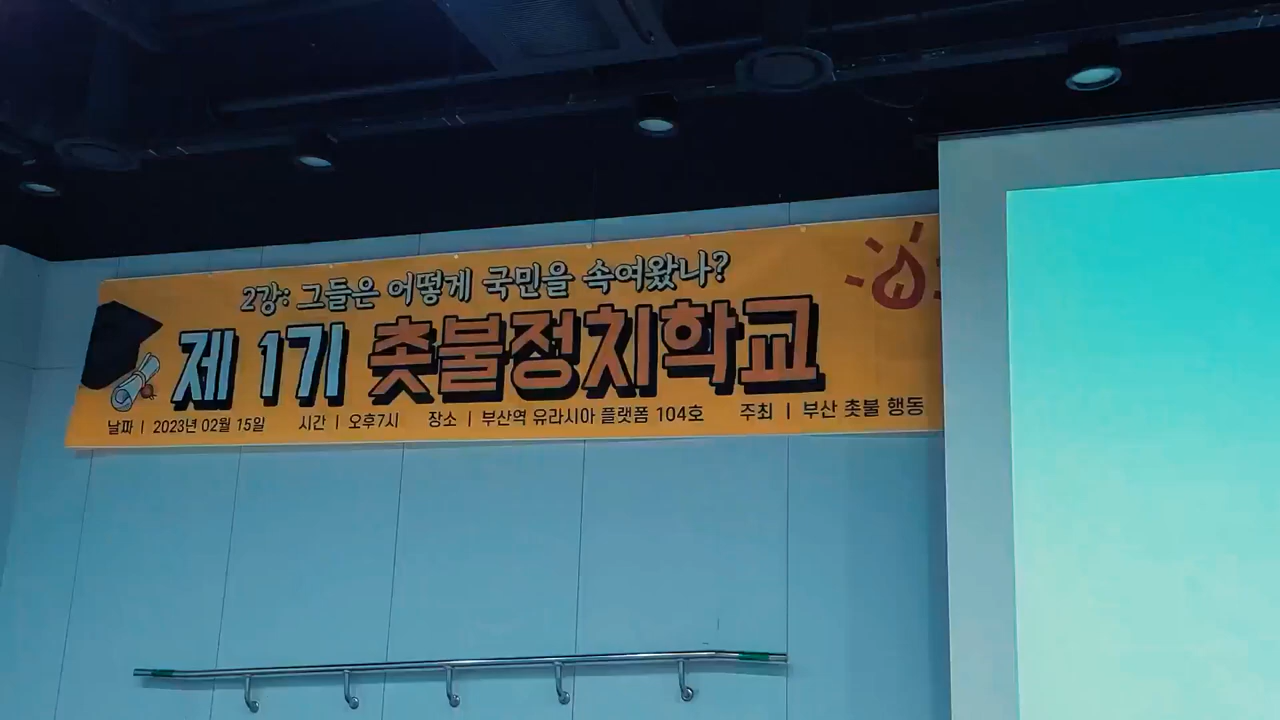 2강: 그들은 어떻게 국민을 속여왔나?
제 1기 촛불정치학교
날짜 | 2023년 02월 15일 시간 | 오후7시 장소 | 부산역 유라시아 플랫폼 104호 주최 | 부산 촛불 행동